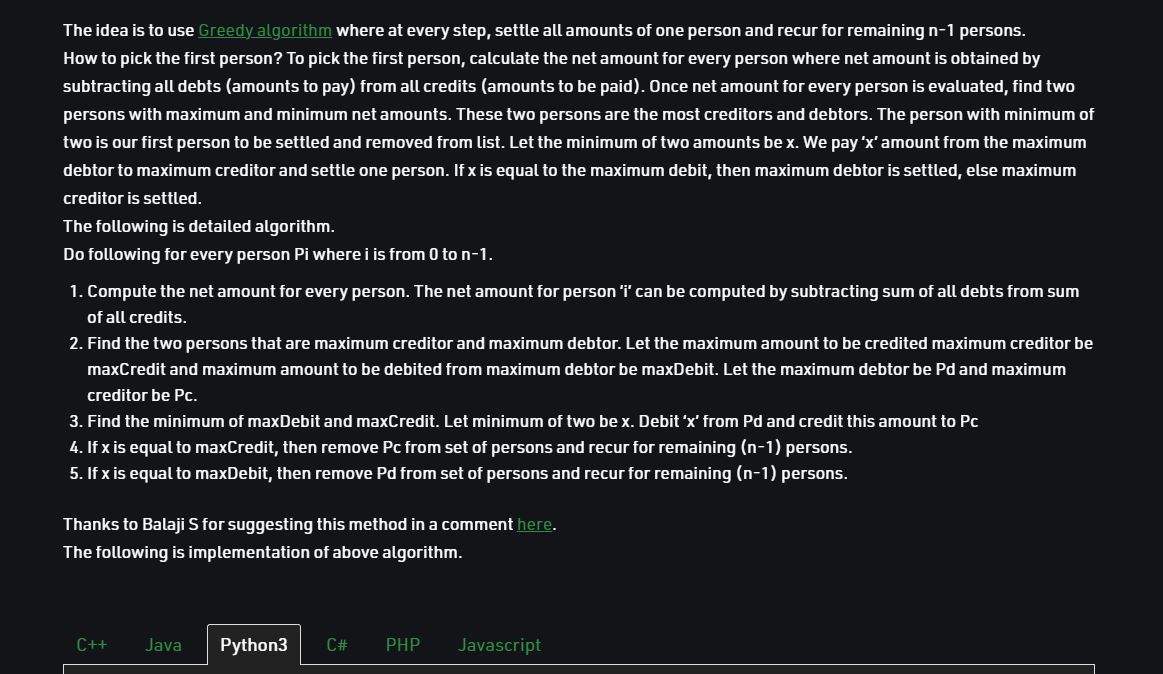 The idea is to use Greedy algorithm where at every step, settle all amounts of one person and recur for remaining n-1 persons.
How to pick the first person? To pick the first person, calculate the net amount for every person where net amount is obtained by
subtracting all debts (amounts to pay) from all credits (amounts to be paid). Once net amount for every person is evaluated, find two
persons with maximum and minimum net amounts. These two persons are the most creditors and debtors. The person with minimum of
two is our first person to be settled and removed from list. Let the minimum of two amounts be x. We pay ‘x’ amount from the maximum
debtor to maximum creditor and settle one person. If x is equal to the maximum debit, then maximum debtor is settled, else maximum
creditor is settled.
The following is detailed algorithm.
Do following for every person Pi where i is from 0 to n-1.
1. Compute the net amount for every person. The net amount for person ‘i’ can be computed by subtracting sum of all debts from sum
of all credits.
2. Find the two persons that are maximum creditor and maximum debtor. Let the maximum amount to be credited maximum creditor be
maxCredit and maximum amount to be debited from maximum debtor be maxDebit. Let the maximum debtor be Pd and maximum
creditor be Pc.
3. Find the minimum of maxDebit and maxCredit. Let minimum of two be x. Debit ‘x’ from Pd and credit this amount to Pc
4. If x is equal to maxCredit, then remove Pc from set of persons and recur for remaining (n-1) persons.
5. If x is equal to maxDebit, then remove Pd from set of persons and recur for remaining (n-1) persons.
Thanks to Balaji S for suggesting this method in a comment here.
The following is implementation of above algorithm.
C++ Java Python3 C# PHP Javascript